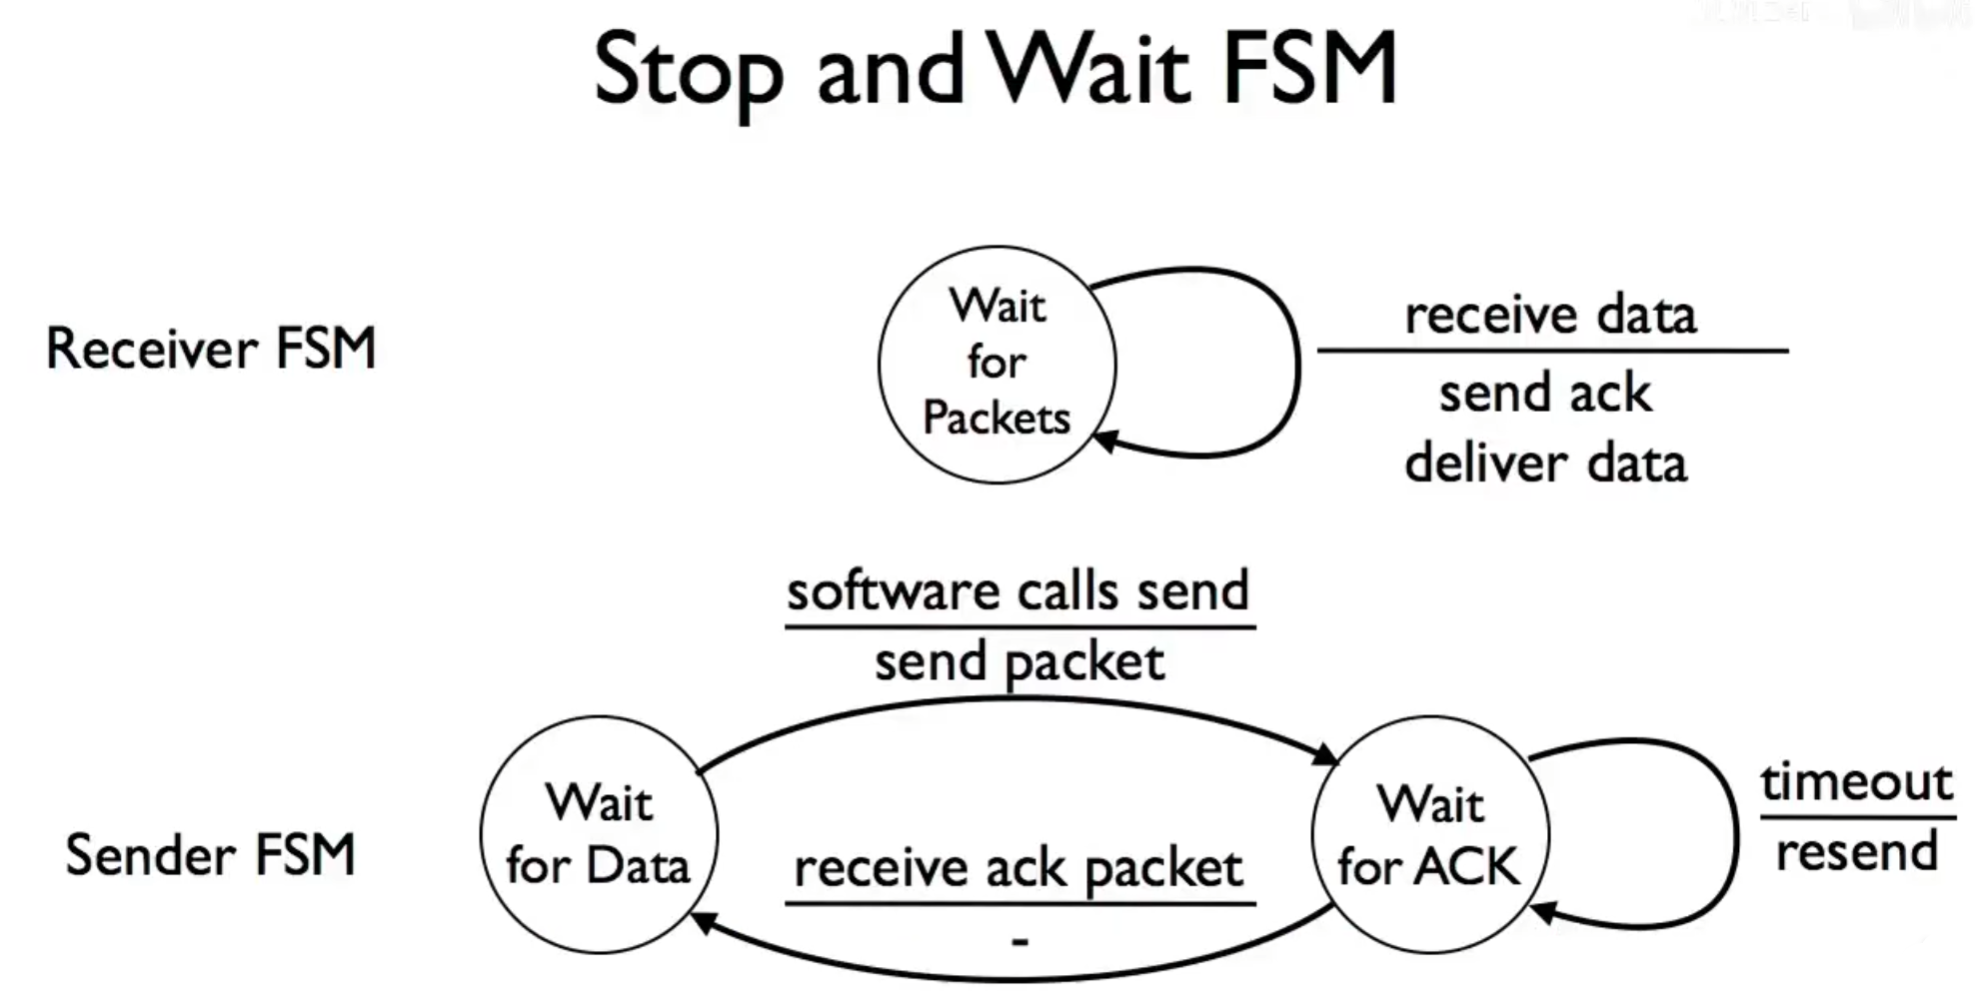 Stop and Wait FSM
Receiver FSM
Wait
for
Packets
receive data
send ack
deliver data
software calls send
send packet
Sender FSM
Wait
for Data
receive ack packet
-
Wait
for ACK
timeout
resend